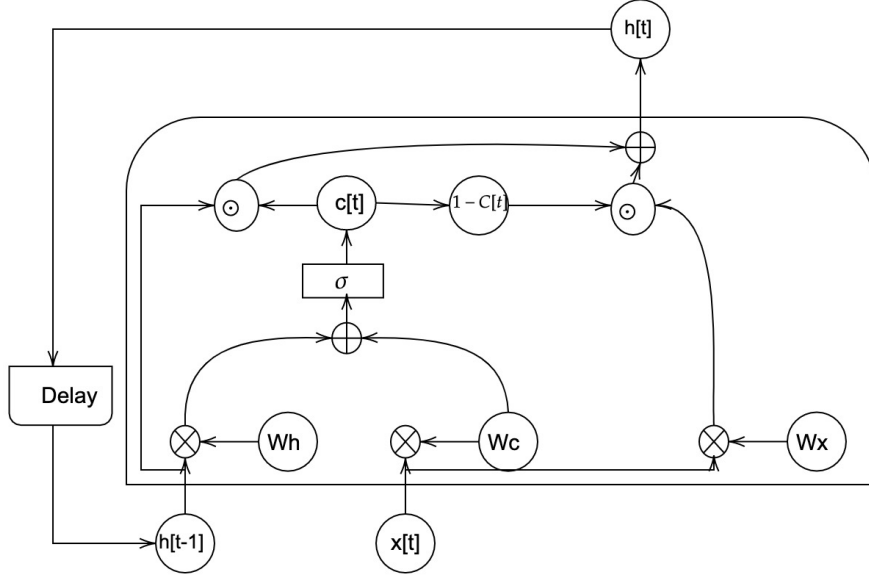 h[t]
c[t]
1 − C[t]
σ
Delay
Wh
Wc
Wx
h[t-1]
x[t]